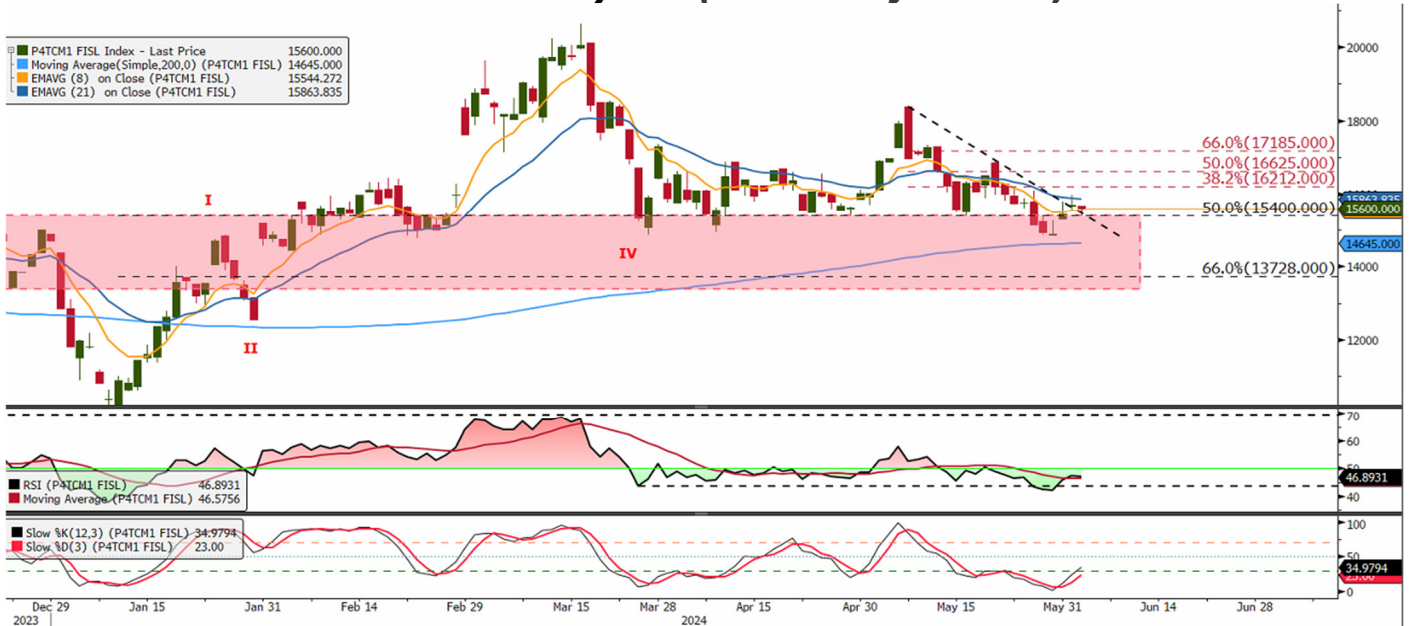 P4TCM1 FISL Index - Last Price 15600.000
Moving Average(Simple,200,0) (P4TCM1 FISL) 14645.000
EMAVG (8) on Close (P4TCM1 FISL) 15544.272
EMAVG (21) on Close (P4TCM1 FISL) 15863.835
20000
18000
66.0%(17185.000)
50.0%(16625.000)
38.2%(16212.000)
I
15863.835
50.0%(15400.000)
15600.000
IV
14645.000
14000
66.0%(13728.000)
II
12000
70
60
50
RSI (P4TCM1 FISL) 46.8931
Moving Average (P4TCM1 FISL) 46.5756
46.8931
40
Slow %K(12,3) (P4TCM1 FISL) 34.9794
Slow %D(3) (P4TCM1 FISL) 23.00
100
50
34.9794
23.00
0
Dec 29 Jan 15 Jan 31 Feb 14 Feb 29 Mar 15 Mar 28 Apr 15 Apr 30 May 15 May 31 Jun 14 Jun 28
2023 2024